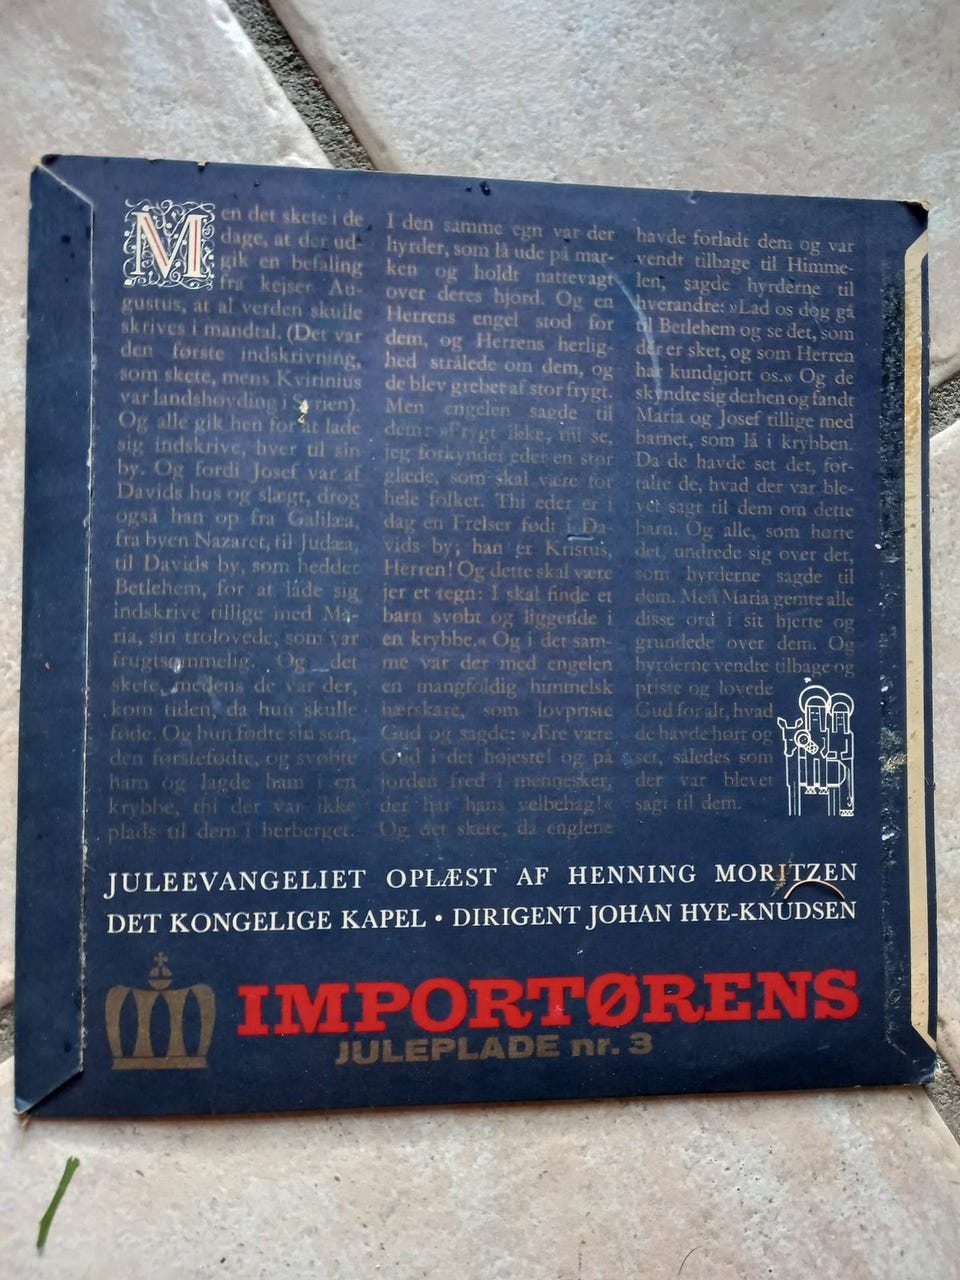 Men det skete i de
dage, at der ud-
gik en befaling
fra kejser Au-
gustus, at al verden skulle
skrives i mandtal. (Det var
den første indskrivning,
som skete, mens Kvirinius
var landshøvding i Syrien).
Og alle gik hen for at lade
sig indskrive, hver til sin
by. Og fordi Josef var af
Davids hus og slægt, drog
også han op fra Galilæa,
fra byen Nazaret, til Judæa,
til Davids by, som hedder
Betlehem, for at lade sig
indskrive tillige med Ma-
ria, sin trolovede, som var
frugtsommelig. Og det
skete, medens de var der,
kom tiden, da hun skulle
føde. Og hun fødte sin søn,
den førstefødte, og svøbte
ham og lagde ham i en
krybbe, thi der var ikke
plads til dem i herberget.
I den samme egn var der
hyrder, som lå ude på mar-
ken og holdt nattevagt
over deres hjord. Og en
Herrens engel stod for
dem, og Herrens herlig-
hed strålede om dem, og
de blev grebet af stor frygt.
Men engelen sagde til
dem: »Frygt ikke, thi se,
jeg forkynder eder en stor
glæde, som skal være for
hele folket. Thi eder er i
dag en Frelser født i Da-
vids by; han er Kristus,
Herren! Og dette skal være
jer et tegn: I skal finde et
barn svøbt og liggende i
en krybbe.« Og i det sam-
me var der med engelen
en mangfoldig himmelsk
hærskare, som lovpriste
Gud og sagde: »Ære være
Gud i det højeste! og på
jorden fred i mennesker,
der har hans velbehag!«
Og det skete, da englene
havde forladt dem og var
vendt tilbage til Himme-
len, sagde hyrderne til
hverandre: »Lad os dog gå
til Betlehem og se det, som
der er sket, og som Herren
har kundgjort os.« Og de
skyndte sig derhen og fandt
Maria og Josef tillige med
barnet, som lå i krybben.
Da de havde set det, for-
talte de, hvad der var ble-
vet sagt til dem om dette
barn. Og alle, som hørte
det, undrede sig over det,
som hyrderne sagde til
dem. Men Maria gemte alle
disse ord i sit hjerte og
grundede over dem. Og
hyrderne vendte tilbage og
priste og lovede
Gud for alt, hvad
de havde hørt og
set, således som
der var blevet
sagt til dem.
JULEEVANGELIET OPLÆST AF HENNING MORITZEN
DET KONGELIGE KAPEL • DIRIGENT JOHAN HYE-KNUDSEN
IMPORTØRENS
JULEPLADE nr. 3